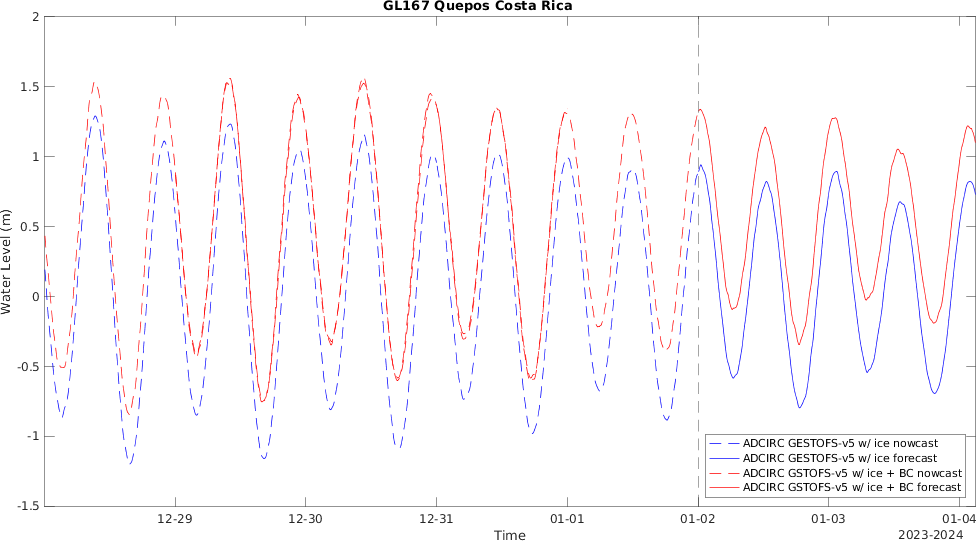 GL167 Quepos Costa Rica
2
1.5
1
0.5
0
-0.5
-1
-1.5
Water Level (m)
12-29
12-30
12-31
01-01
01-02
01-03
01-04
Time
2023-2024
ADCIRC GESTOFS-v5 w/ ice nowcast
ADCIRC GESTOFS-v5 w/ ice forecast
ADCIRC GSTOFS-v5 w/ ice + BC nowcast
ADCIRC GSTOFS-v5 w/ ice + BC forecast